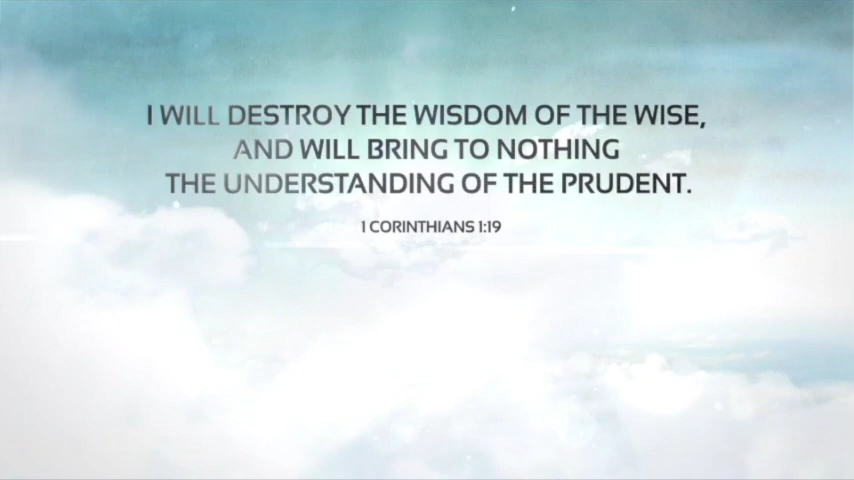 I WILL DESTROY THE WISDOM OF THE WISE,
AND WILL BRING TO NOTHING
THE UNDERSTANDING OF THE PRUDENT.
1 CORINTHIANS 1:19